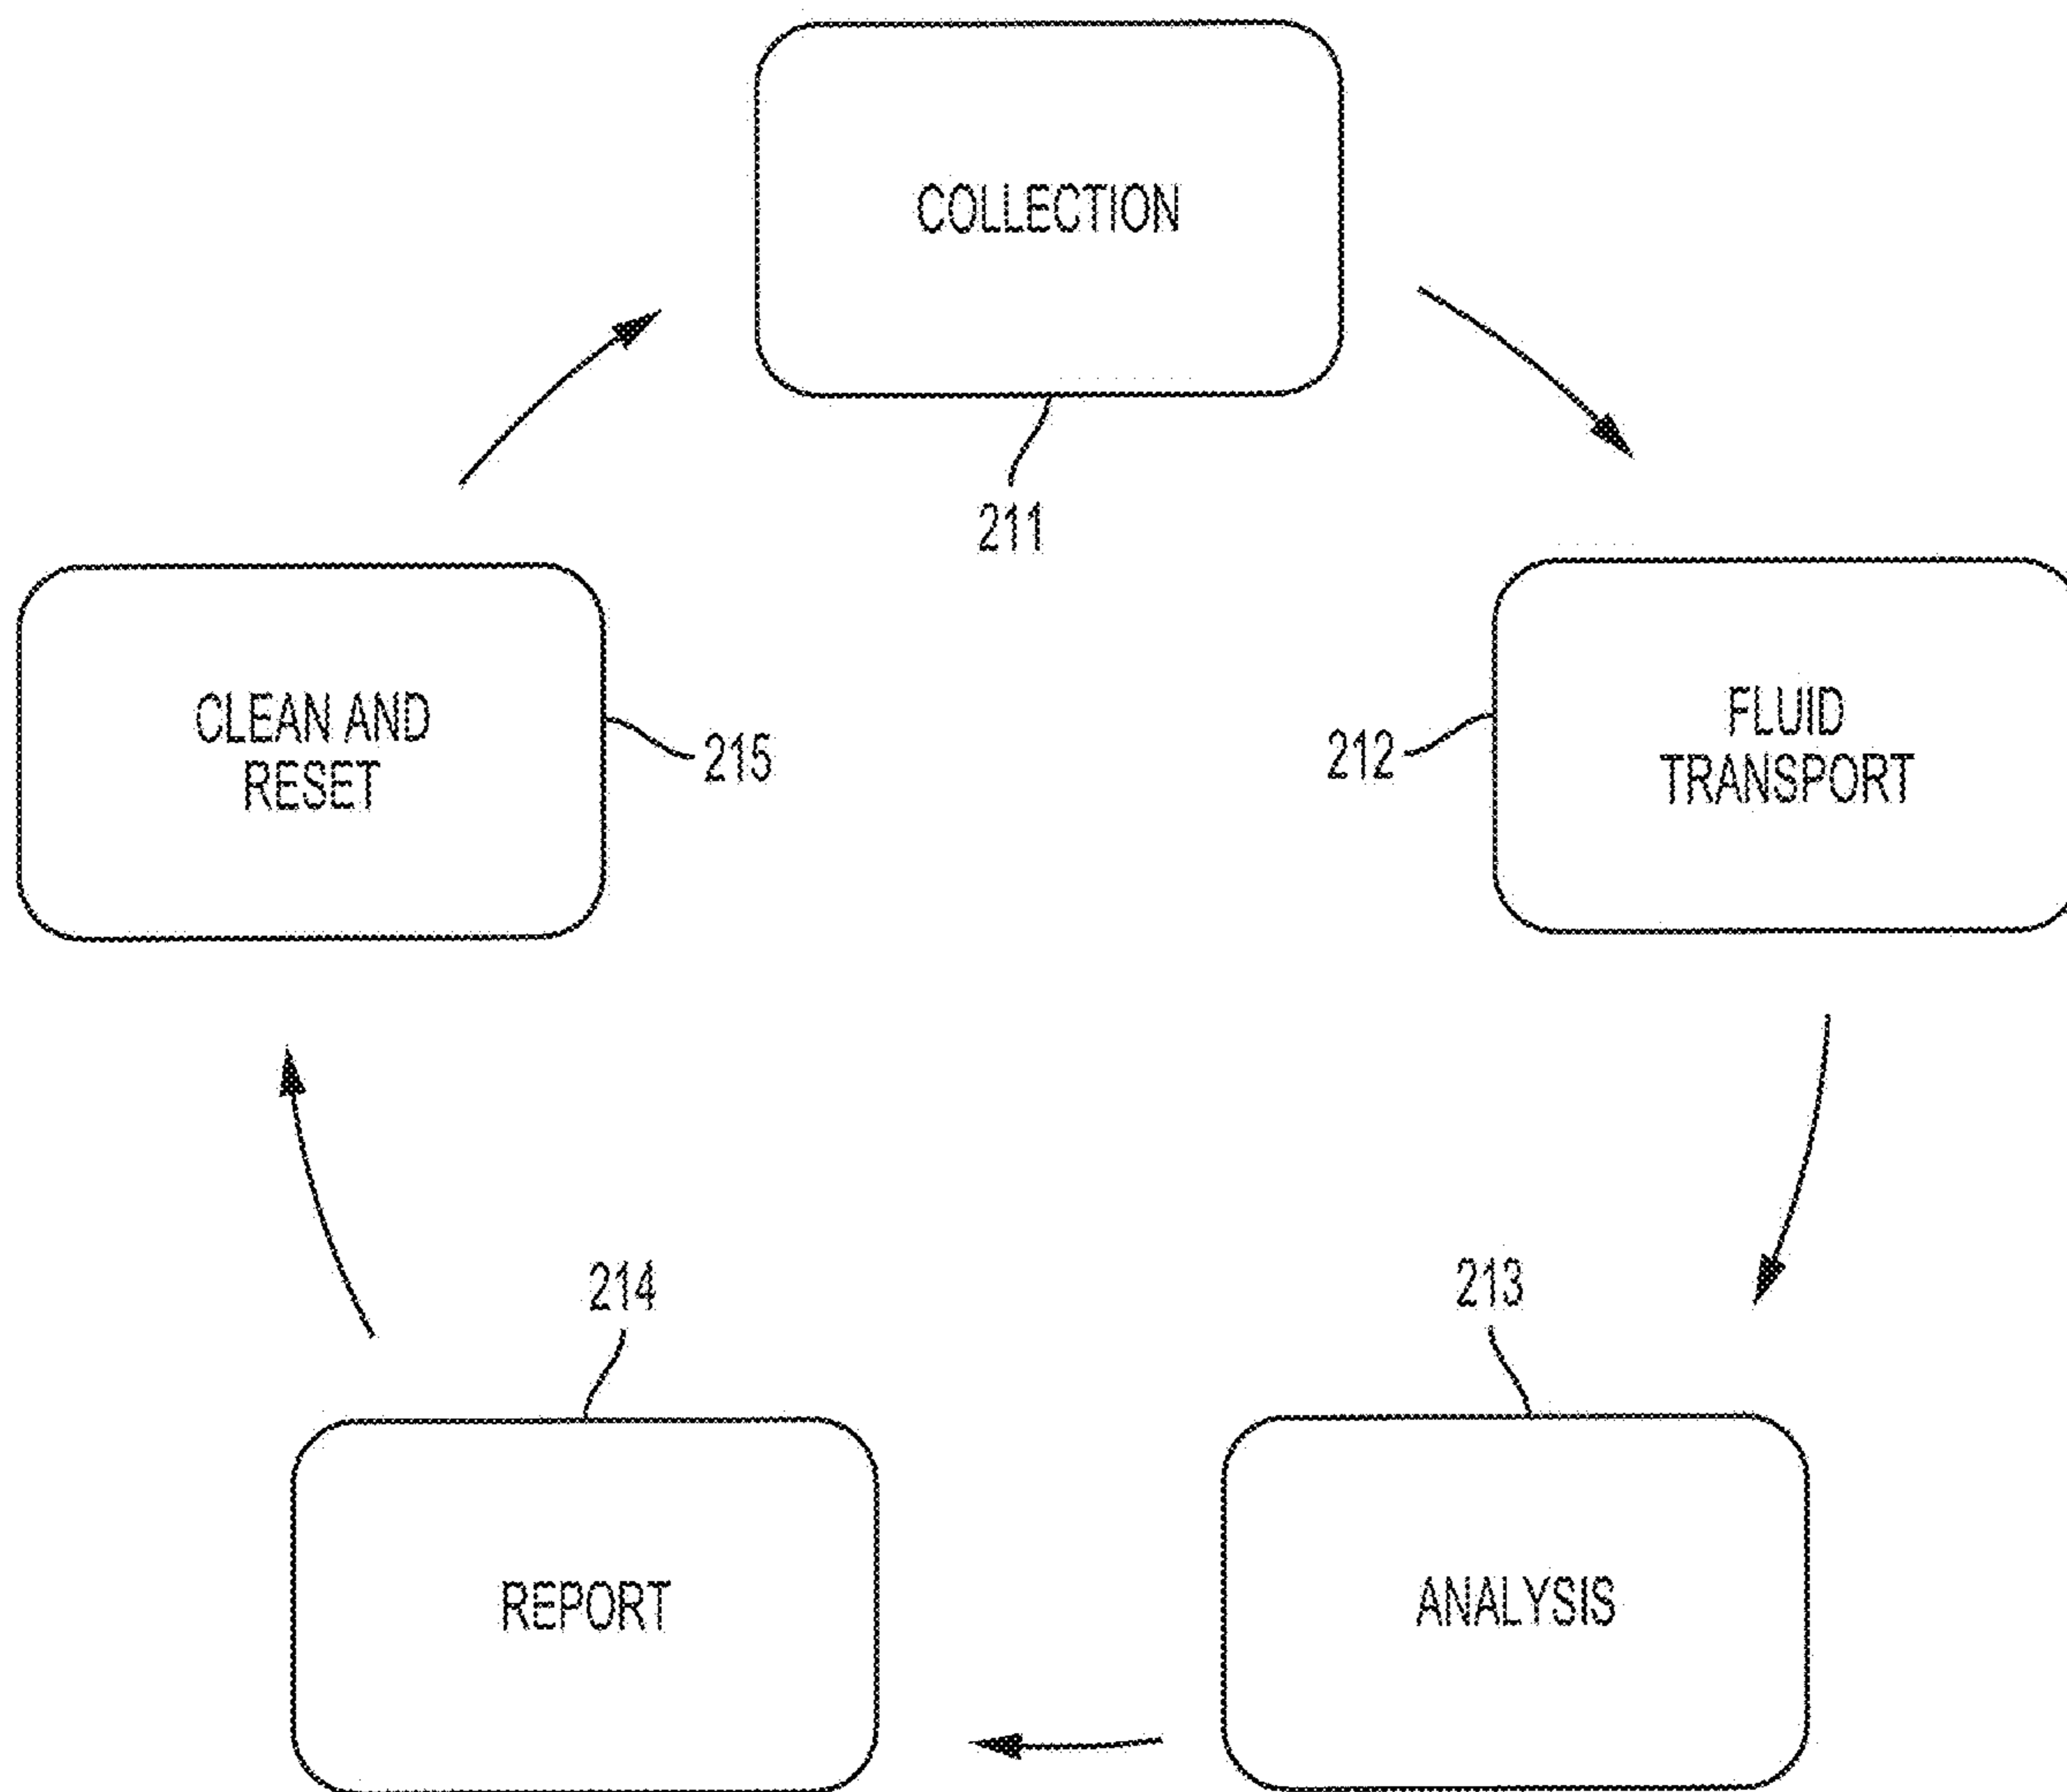 COLLECTION
211
CLEAN AND
RESET
215
212
FLUID
TRANSPORT
214
213
REPORT
ANALYSIS